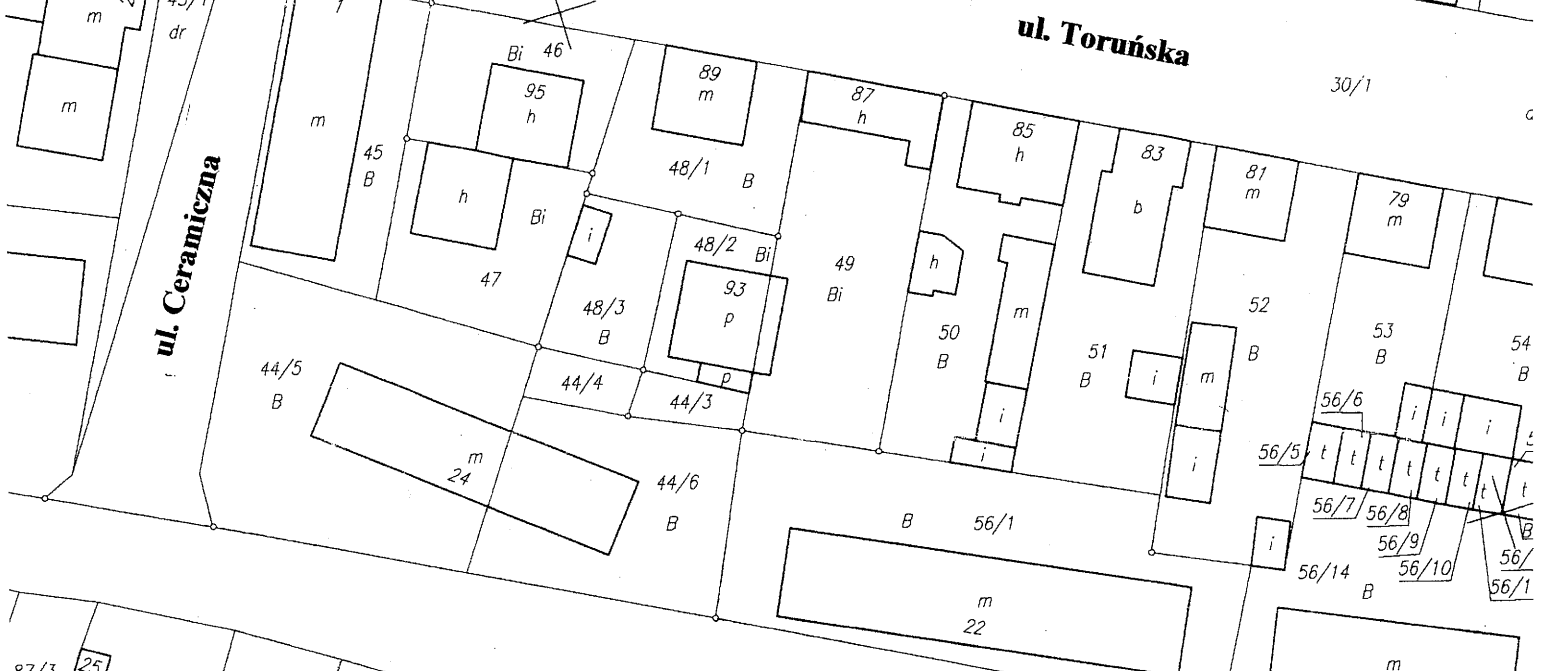 ul. Toruńska
30/1
m
dr
Bi 46
89
m
87
h
95
h
m
45
B
48/1
B
85
h
83
b
81
m
79
m
m
ul. Ceramiczna
h
Bi
i
47
48/2
Bi
49
Bi
h
93
p
48/3
B
m
50
B
51
B
52
B
53
B
54
B
i
m
44/5
B
44/4
p
44/3
i
i
i
i
i
i
56/6
56/5
t
t
t
t
t
t
t
t
56/7
56/8
56/9
56/10
m
24
44/6
B
B
56/1
i
56/14
B
m
22
m
87/3
25